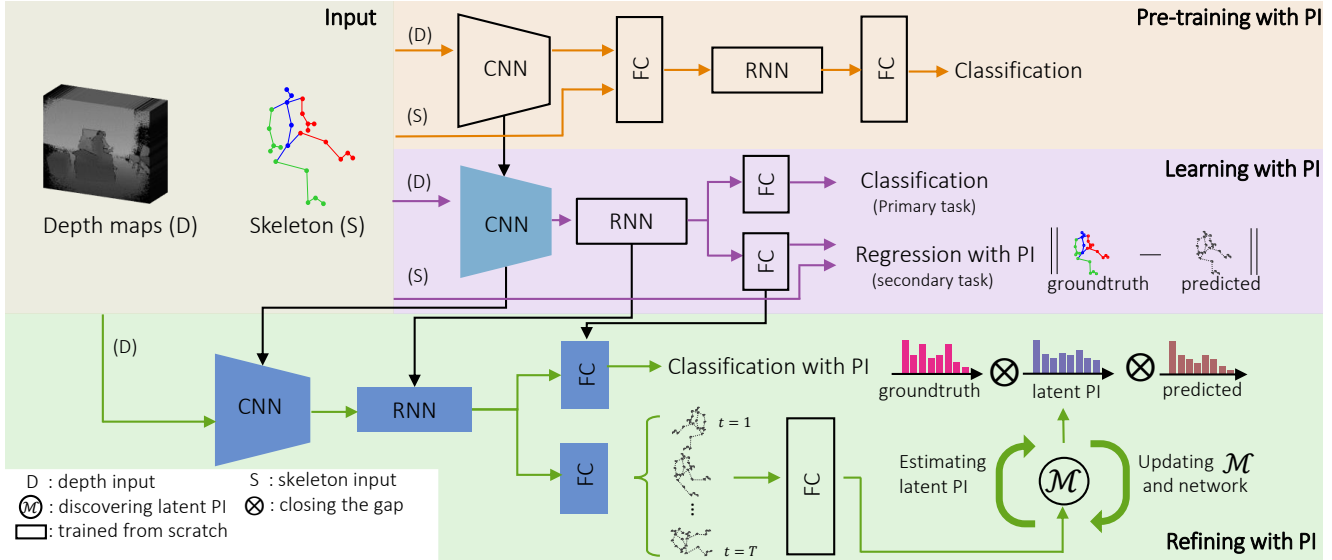 Input
Pre-training with PI
(D)
CNN
FC
RNN
FC
Classification
(S)
Learning with PI
(D)
CNN
RNN
FC
Classification
(Primary task)
FC
Regression with PI
(secondary task)
groundtruth
predicted
(S)
Depth maps (D)
Skeleton (S)
(D)
CNN
RNN
FC
Classification with PI
FC
t = 1
...
t = T
FC
groundtruth
latent PI
predicted
Estimating
latent PI
ℳ
Updating ℳ
and network
D : depth input
S : skeleton input
ℳ : discovering latent PI
⊗ : closing the gap
: trained from scratch
Refining with PI